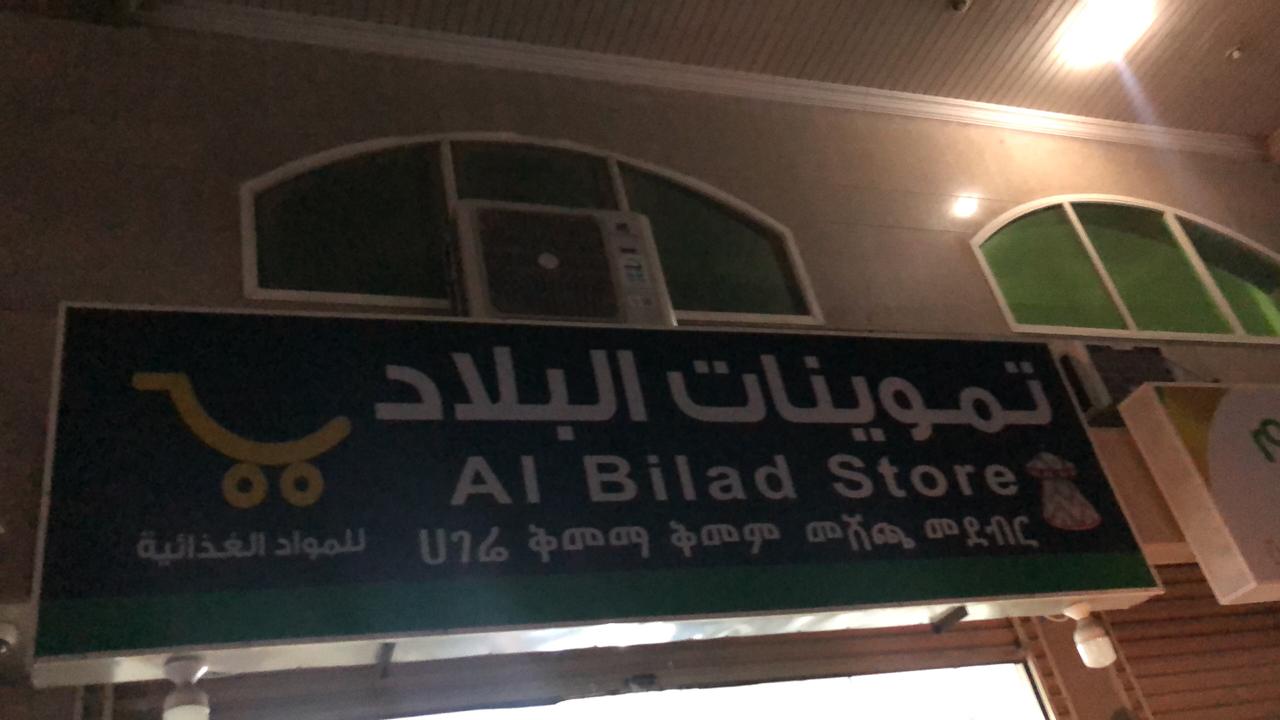 تموينات البلاد
Al Bilad Store
ሀገሬ ቅመማ ቅመም መሸጫ መደብር
للمواد الغذائية